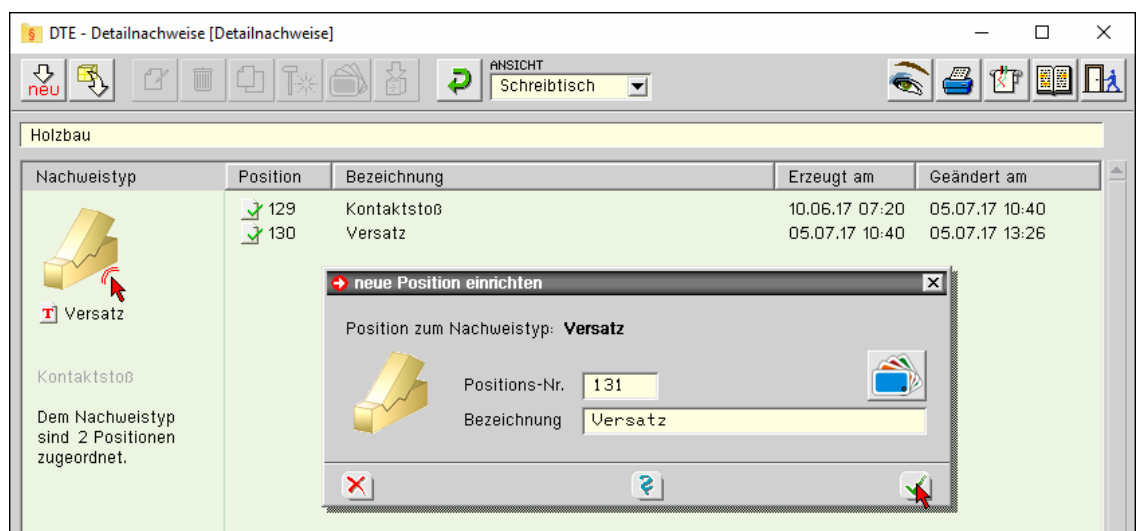 § DTE - Detailnachweise [Detailnachweise]
neu
ANSICHT
Schreibtisch
Holzbau
Nachweistyp Position Bezeichnung Erzeugt am Geändert am
129 Kontaktstoß 10.06.17 07:20 05.07.17 10:40
130 Versatz 05.07.17 10:40 05.07.17 13:26
T Versatz
Kontaktstoß
Dem Nachweistyp
sind 2 Positionen
zugeordnet.
neue Position einrichten
Position zum Nachweistyp: Versatz
Positions-Nr. 131
Bezeichnung Versatz